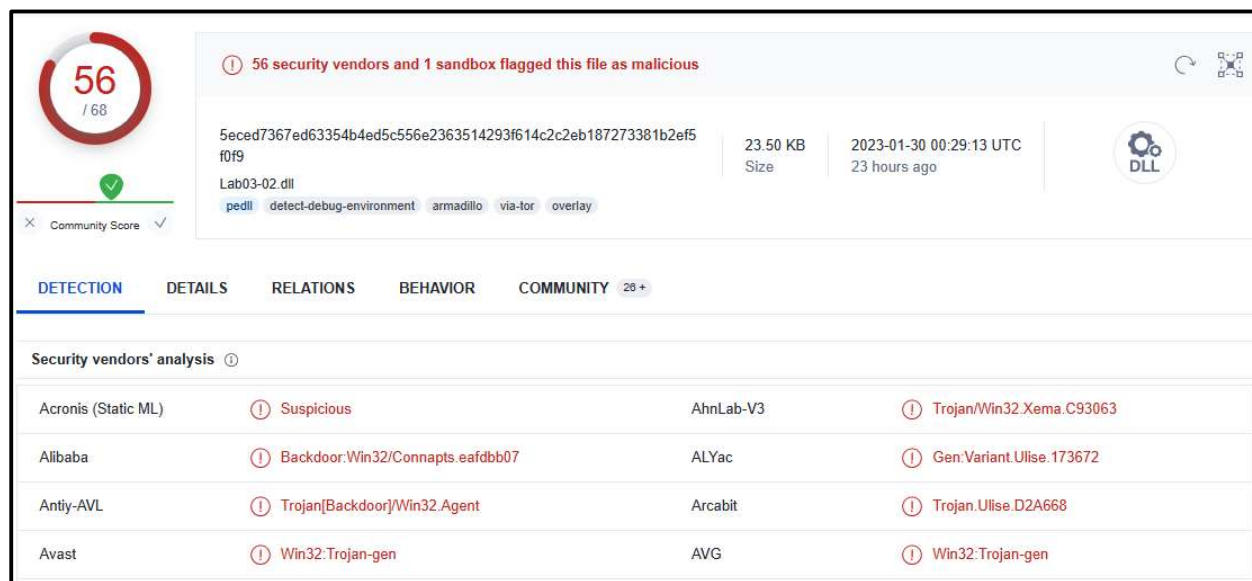 56
/ 68
Community Score
56 security vendors and 1 sandbox flagged this file as malicious
5eced7367ed63354b4ed5c556e2363514293f614c2c2eb187273381b2ef5
f0f9
Lab03-02.dll
pedll detect-debug-environment armadillo via-tor overlay
23.50 KB
Size
2023-01-30 00:29:13 UTC
23 hours ago
DLL
DETECTION DETAILS RELATIONS BEHAVIOR COMMUNITY 26 +
Security vendors' analysis
Acronis (Static ML) Suspicious AhnLab-V3 Trojan/Win32.Xema.C93063
Alibaba Backdoor:Win32/Connapts.eafdbb07 ALYac Gen:Variant.Ulise.173672
Antiy-AVL Trojan[Backdoor]/Win32.Agent Arcabit Trojan.Ulise.D2A668
Avast Win32:Trojan-gen AVG Win32:Trojan-gen